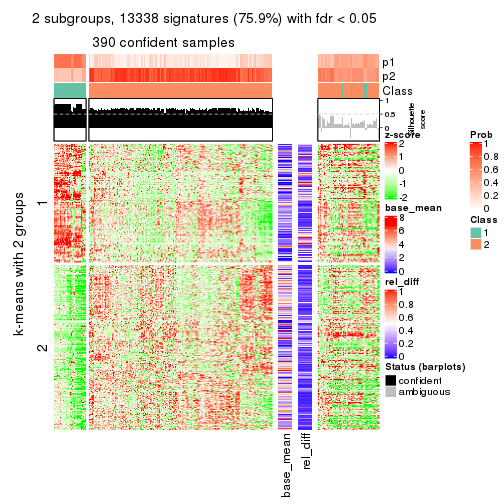 2 subgroups, 13338 signatures (75.9%) with fdr < 0.05
390 confident samples
p1
p2
Class
1
0.5
0
Silhouette
score
k-means with 2 groups
1
2
base_mean
rel_diff
z-score
2
1
0
-1
-2
base_mean
8
6
4
2
0
rel_diff
1
0.8
0.6
0.4
0.2
0
Status (barplots)
confident
ambiguous
Prob
1
0.8
0.6
0.4
0.2
0
Class
1
2